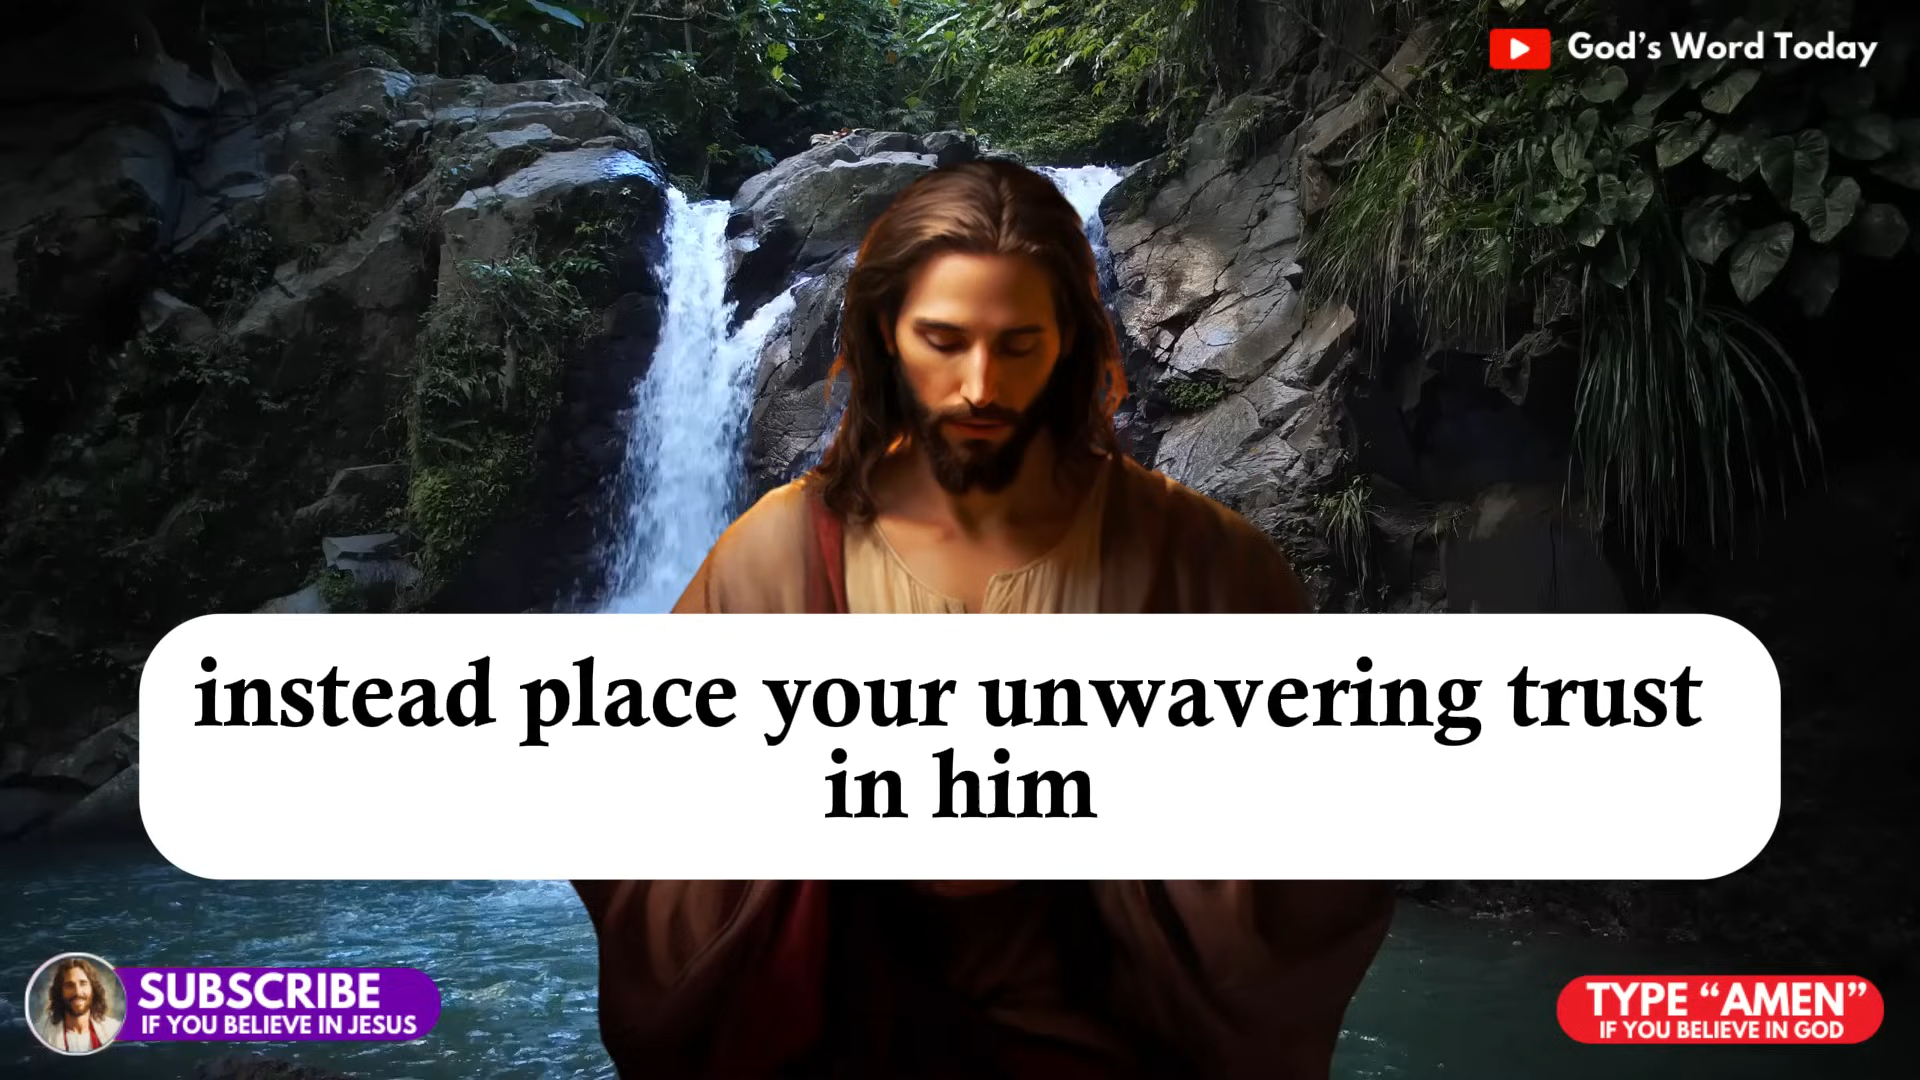 God's Word Today
instead place your unwavering trust
in him
SUBSCRIBE
IF YOU BELIEVE IN JESUS
TYPE “AMEN”
IF YOU BELIEVE IN GOD